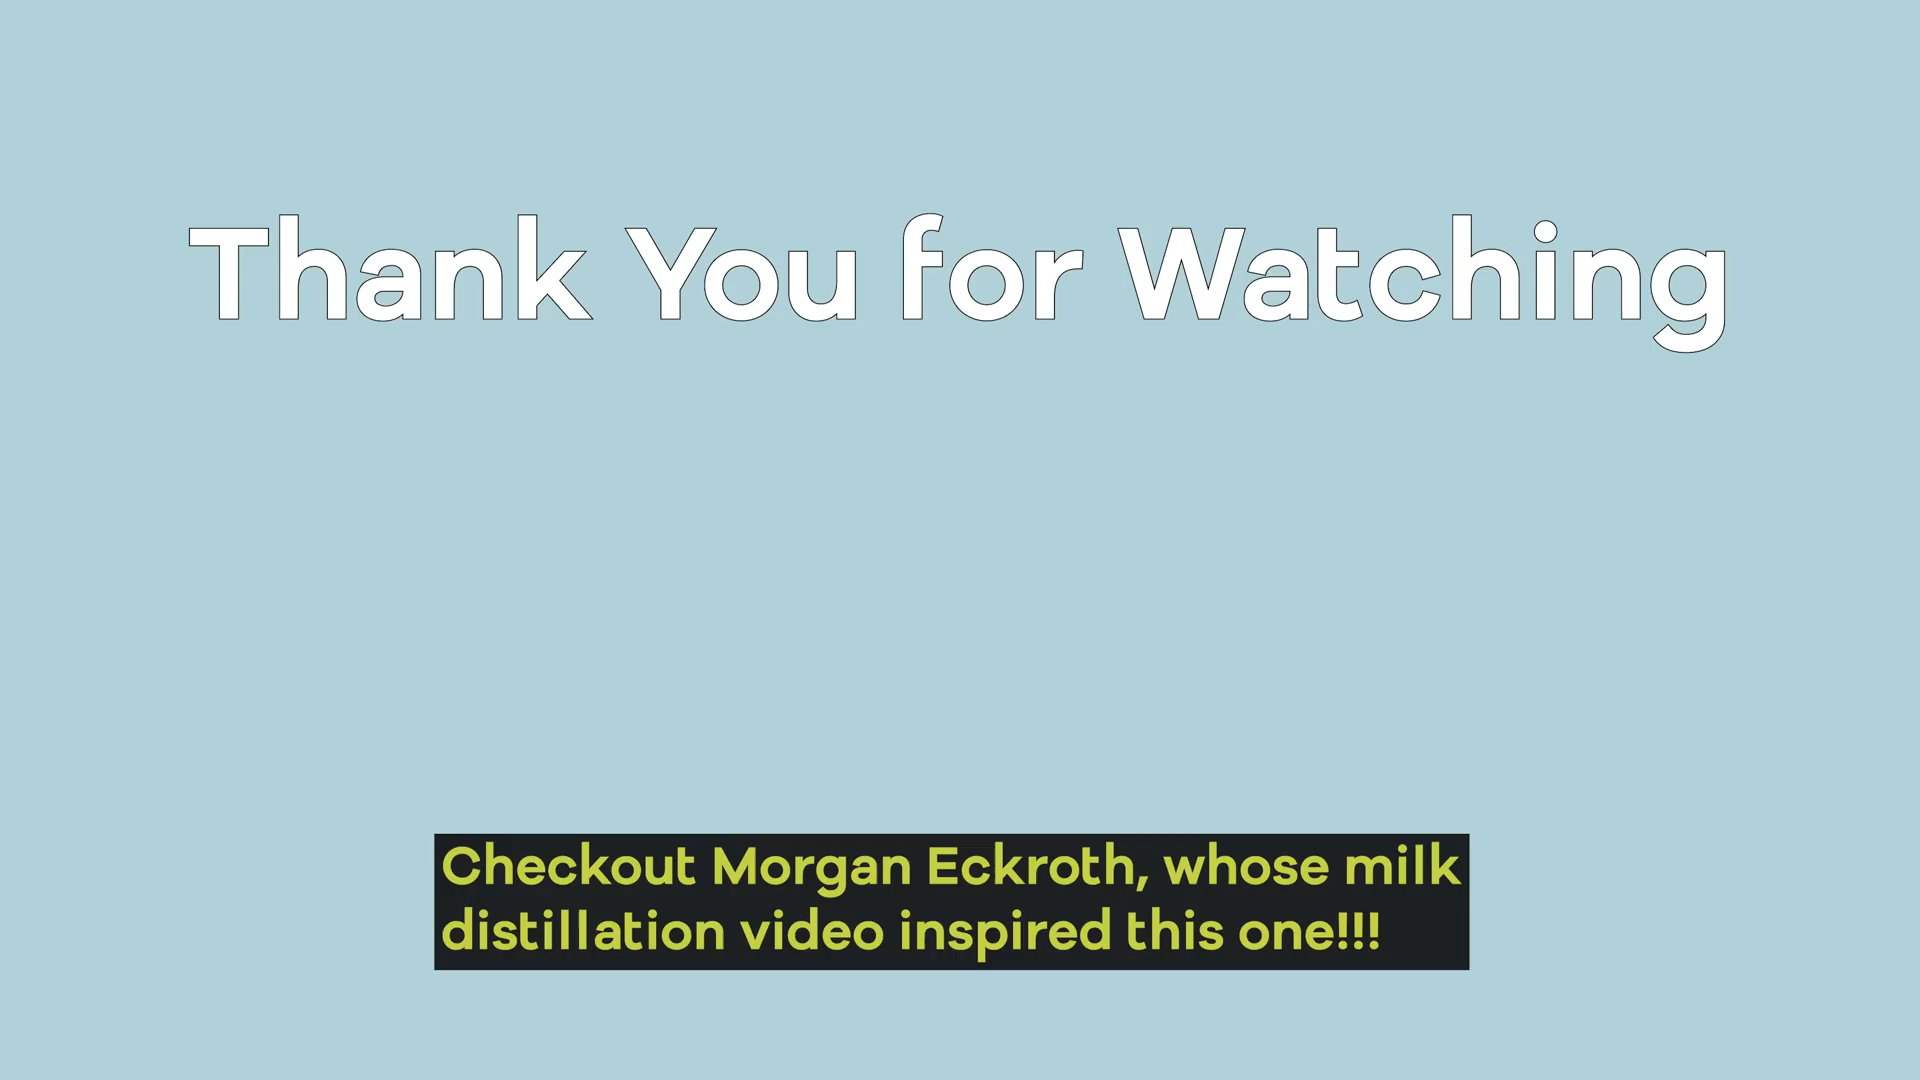 Thank You for Watching
Checkout Morgan Eckroth, whose milk
distillation video inspired this one!!!